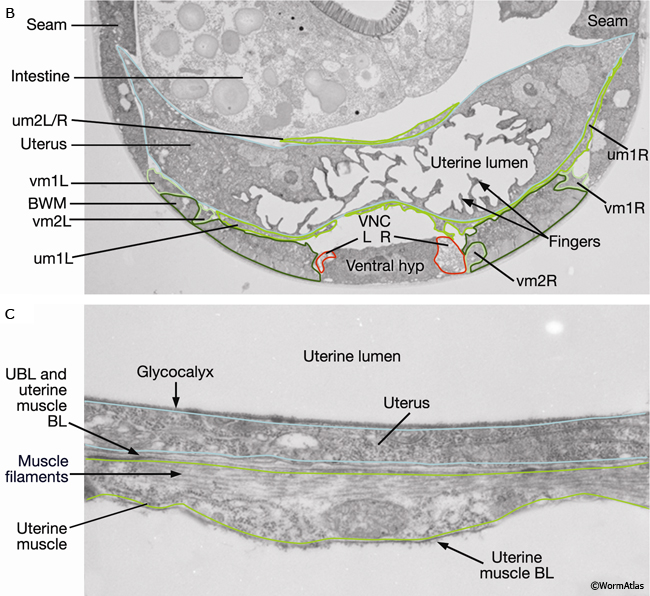 B
Seam
Seam
Intestine
um2L/R
Uterus
Uterine lumen
um1R
vm1L
BWM
vm2L
vm1R
VNC
L R
Fingers
um1L
Ventral hyp
vm2R
C
Uterine lumen
Glycocalyx
UBL and
uterine
muscle
BL
Uterus
Muscle
filaments
Uterine
muscle
Uterine
muscle BL
©WormAtlas